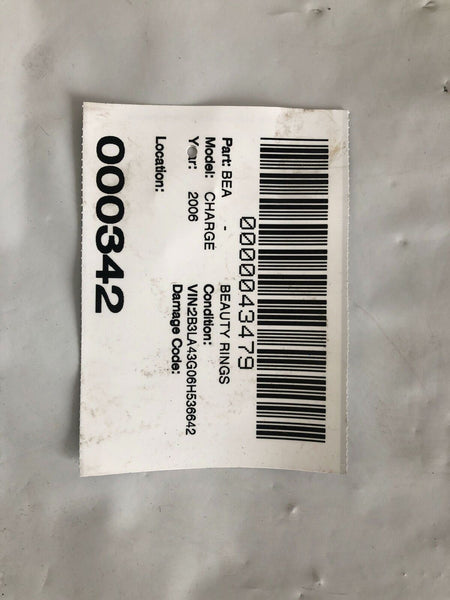 0000043479
Part: BEA - BEAUTY RINGS
Model: CHARGE Condition:
Year: 2006 VIN:2B3LA43G06H536642
Damage Code:
Location:
000342